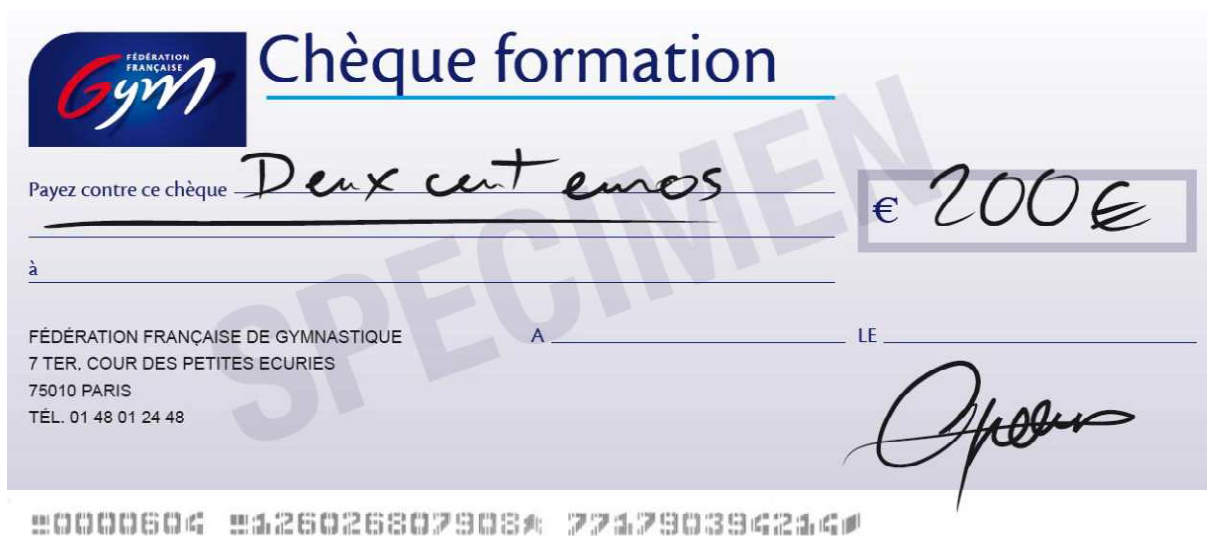 FÉDÉRATION
FRANÇAISE
Gym
Chèque formation
Payez contre ce chèque Deux cent euros
€ 200€
à
SPECIMEN
FÉDÉRATION FRANÇAISE DE GYMNASTIQUE
A
LE
7 TER, COUR DES PETITES ECURIES
75010 PARIS
TÉL. 01 48 01 24 48
0000604 126026807908 771790394214